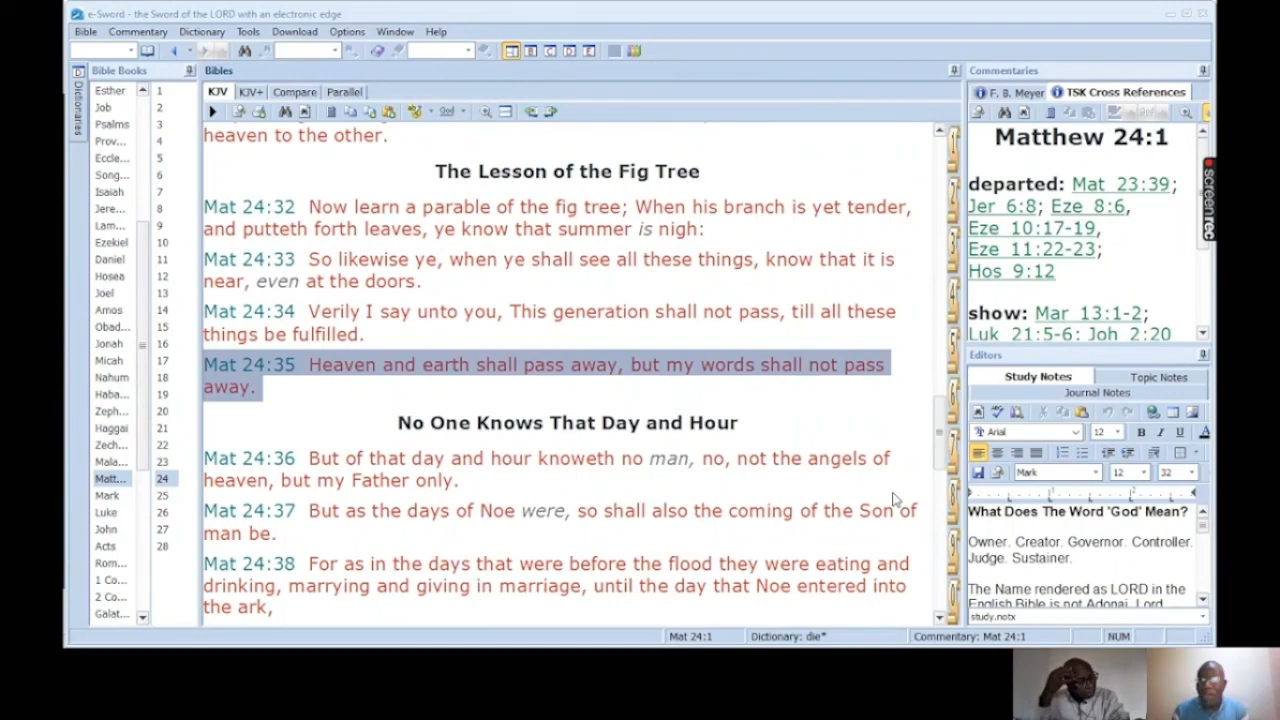 e-Sword - the Sword of the LORD with an electronic edge
Bible Commentary Dictionary Tools Download Options Window Help
Dictionaries
Bible Books
Esther
Job
Psalms
Prov...
Eccle...
Song...
Isaiah
Jere...
Lam...
Ezekiel
Daniel
Hosea
Joel
Amos
Obad...
Jonah
Micah
Nahum
Haba...
Zeph...
Haggai
Zech...
Mala...
Matt...
Mark
Luke
John
Acts
Rom...
1 Co...
2 Co...
Galat...
1
2
3
4
5
6
7
8
9
10
11
12
13
14
15
16
17
18
19
20
21
22
23
24
25
26
27
28
Bibles
KJV KJV+ Compare Parallel
heaven to the other.
The Lesson of the Fig Tree
Mat 24:32 Now learn a parable of the fig tree; When his branch is yet tender,
and putteth forth leaves, ye know that summer is nigh:
Mat 24:33 So likewise ye, when ye shall see all these things, know that it is
near, even at the doors.
Mat 24:34 Verily I say unto you, This generation shall not pass, till all these
things be fulfilled.
Mat 24:35 Heaven and earth shall pass away, but my words shall not pass
away.
No One Knows That Day and Hour
Mat 24:36 But of that day and hour knoweth no man, no, not the angels of
heaven, but my Father only.
Mat 24:37 But as the days of Noe were, so shall also the coming of the Son of
man be.
Mat 24:38 For as in the days that were before the flood they were eating and
drinking, marrying and giving in marriage, until the day that Noe entered into
the ark,
Commentaries
F. B. Meyer TSK Cross References
Matthew 24:1
departed: Mat 23:39;
Jer 6:8; Eze 8:6,
Eze 10:17-19,
Eze 11:22-23;
Hos 9:12
show: Mar 13:1-2;
Luk 21:5-6; Joh 2:20
Editors
Study Notes Topic Notes
Journal Notes
Arial 12 B I U A
Mark 12 32
What Does The Word 'God' Mean?
Owner. Creator. Governor. Controller.
Judge. Sustainer.
The Name rendered as LORD in the
English Bible is not Adonai, Lord
study.notx
Mat 24:1 Dictionary: die* Commentary: Mat 24:1 NUM
screenrec